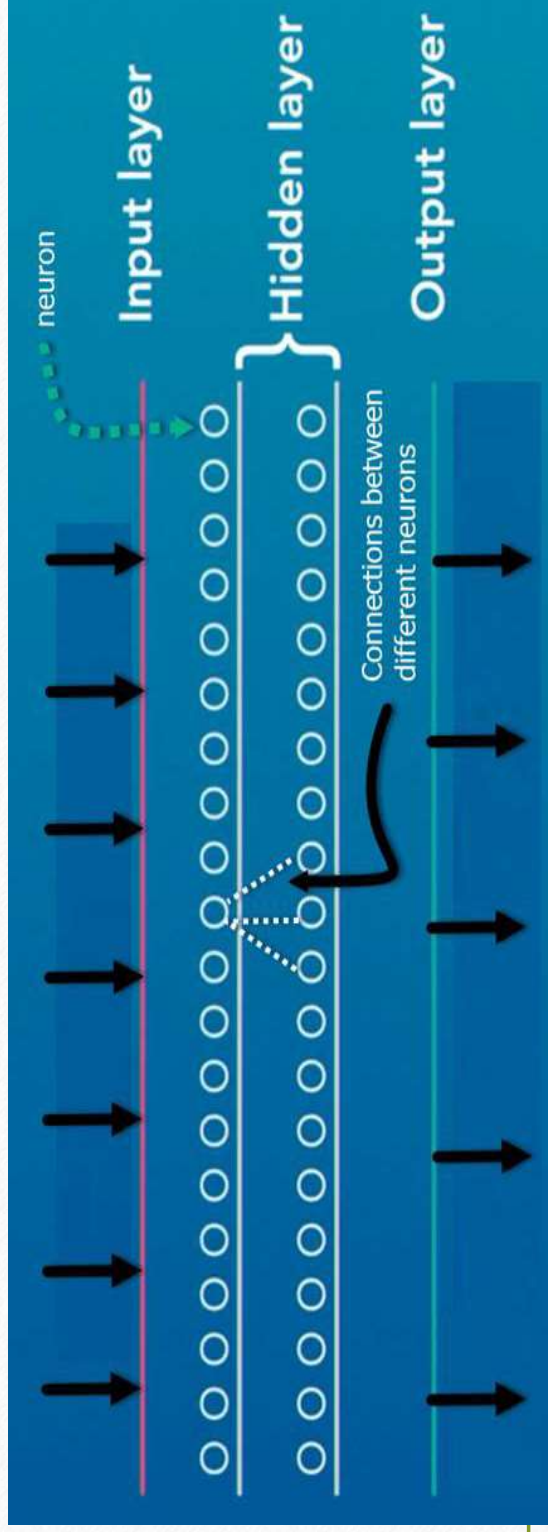 neuron
Input layer
Hidden layer
Connections between
different neurons
Output layer